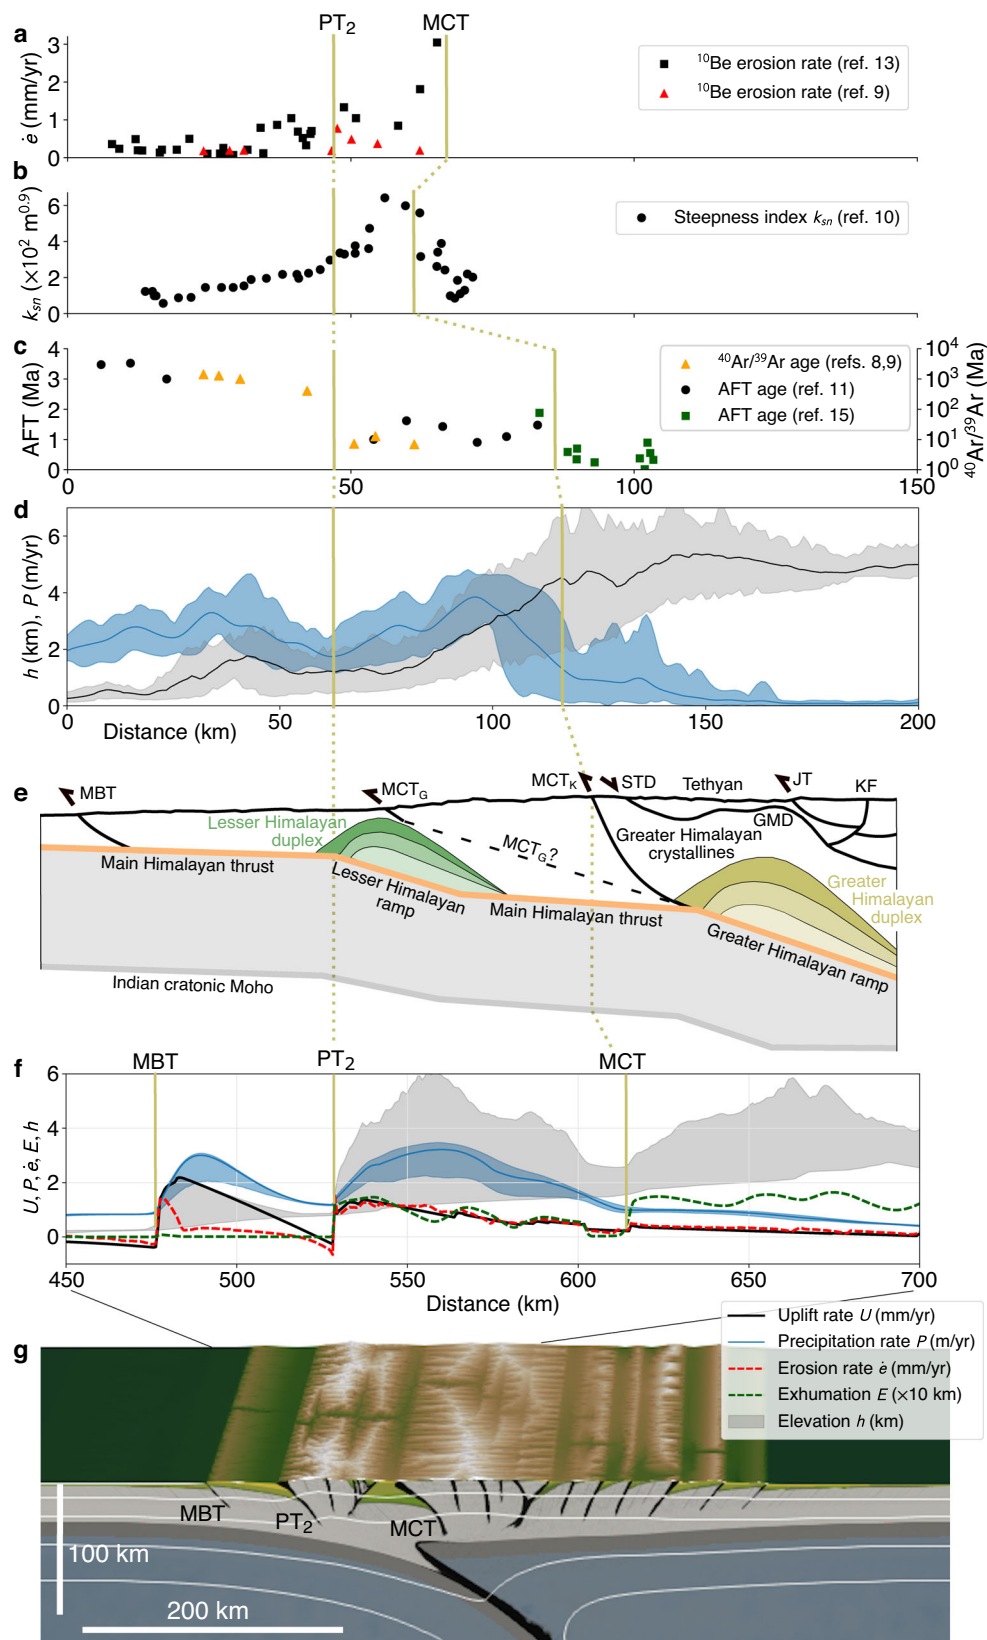 PT2 MCT
a
3
2
1
0
ė (mm/yr)
10Be erosion rate (ref. 13)
10Be erosion rate (ref. 9)
b
6
4
2
0
ksn (×10² m0.9)
Steepness index ksn (ref. 10)
c
4
3
2
1
0
AFT (Ma)
40Ar/39Ar age (refs. 8,9)
AFT age (ref. 11)
AFT age (ref. 15)
10⁴
10³
10²
10¹
10⁰
40Ar/39Ar (Ma)
0 50 100 150
d
6
4
2
0
h (km), P (m/yr)
0 50 100 150 200
Distance (km)
e
MBT
MCTG
MCTK
STD
Tethyan
JT
KF
GMD
Lesser Himalayan
duplex
MCTG?
Greater Himalayan
crystallines
Main Himalayan thrust
Lesser Himalayan
ramp
Main Himalayan thrust
Greater Himalayan
duplex
Greater Himalayan ramp
Indian cratonic Moho
f
MBT PT2 MCT
6
4
2
0
U, P, ė, E, h
450 500 550 600 650 700
Distance (km)
Uplift rate U (mm/yr)
Precipitation rate P (m/yr)
Erosion rate ė (mm/yr)
Exhumation E (×10 km)
Elevation h (km)
g
MBT
PT2
MCT
100 km
200 km